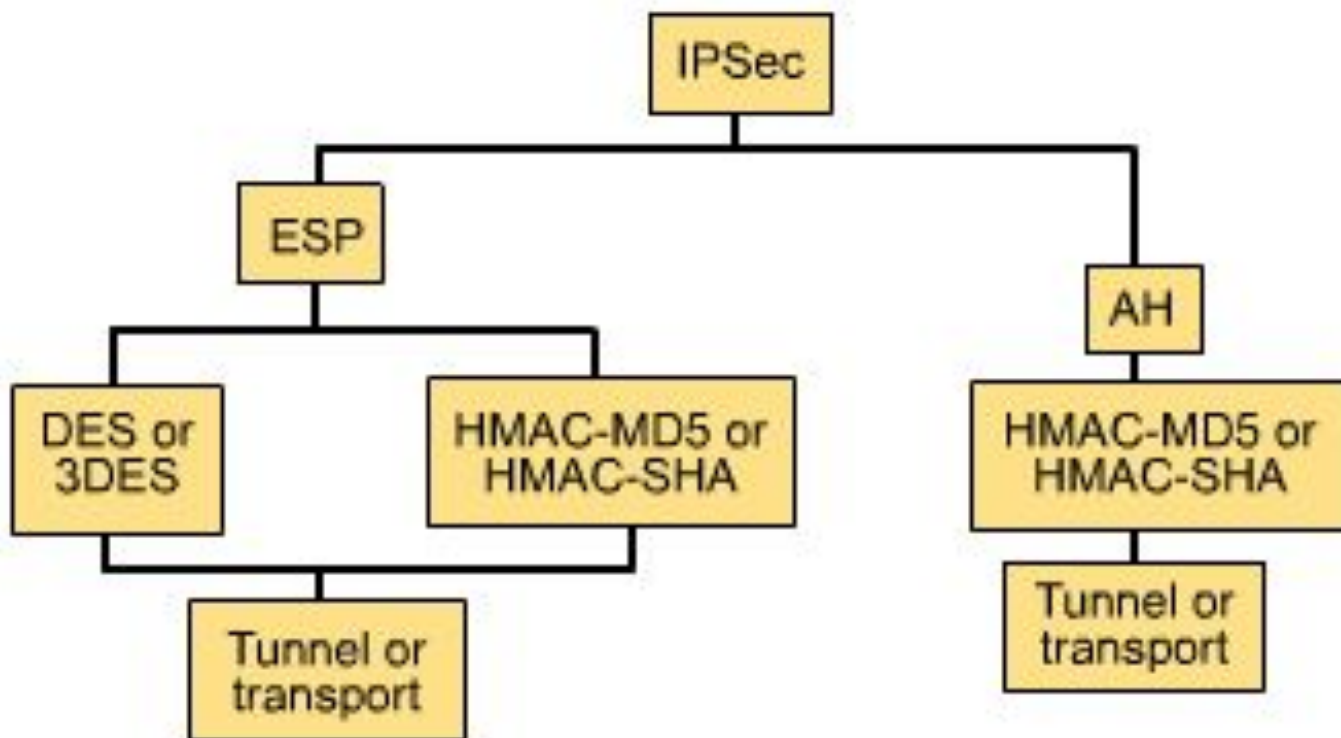 IPSec
ESP
AH
DES or
3DES
HMAC-MD5 or
HMAC-SHA
HMAC-MD5 or
HMAC-SHA
Tunnel or
transport
Tunnel or
transport